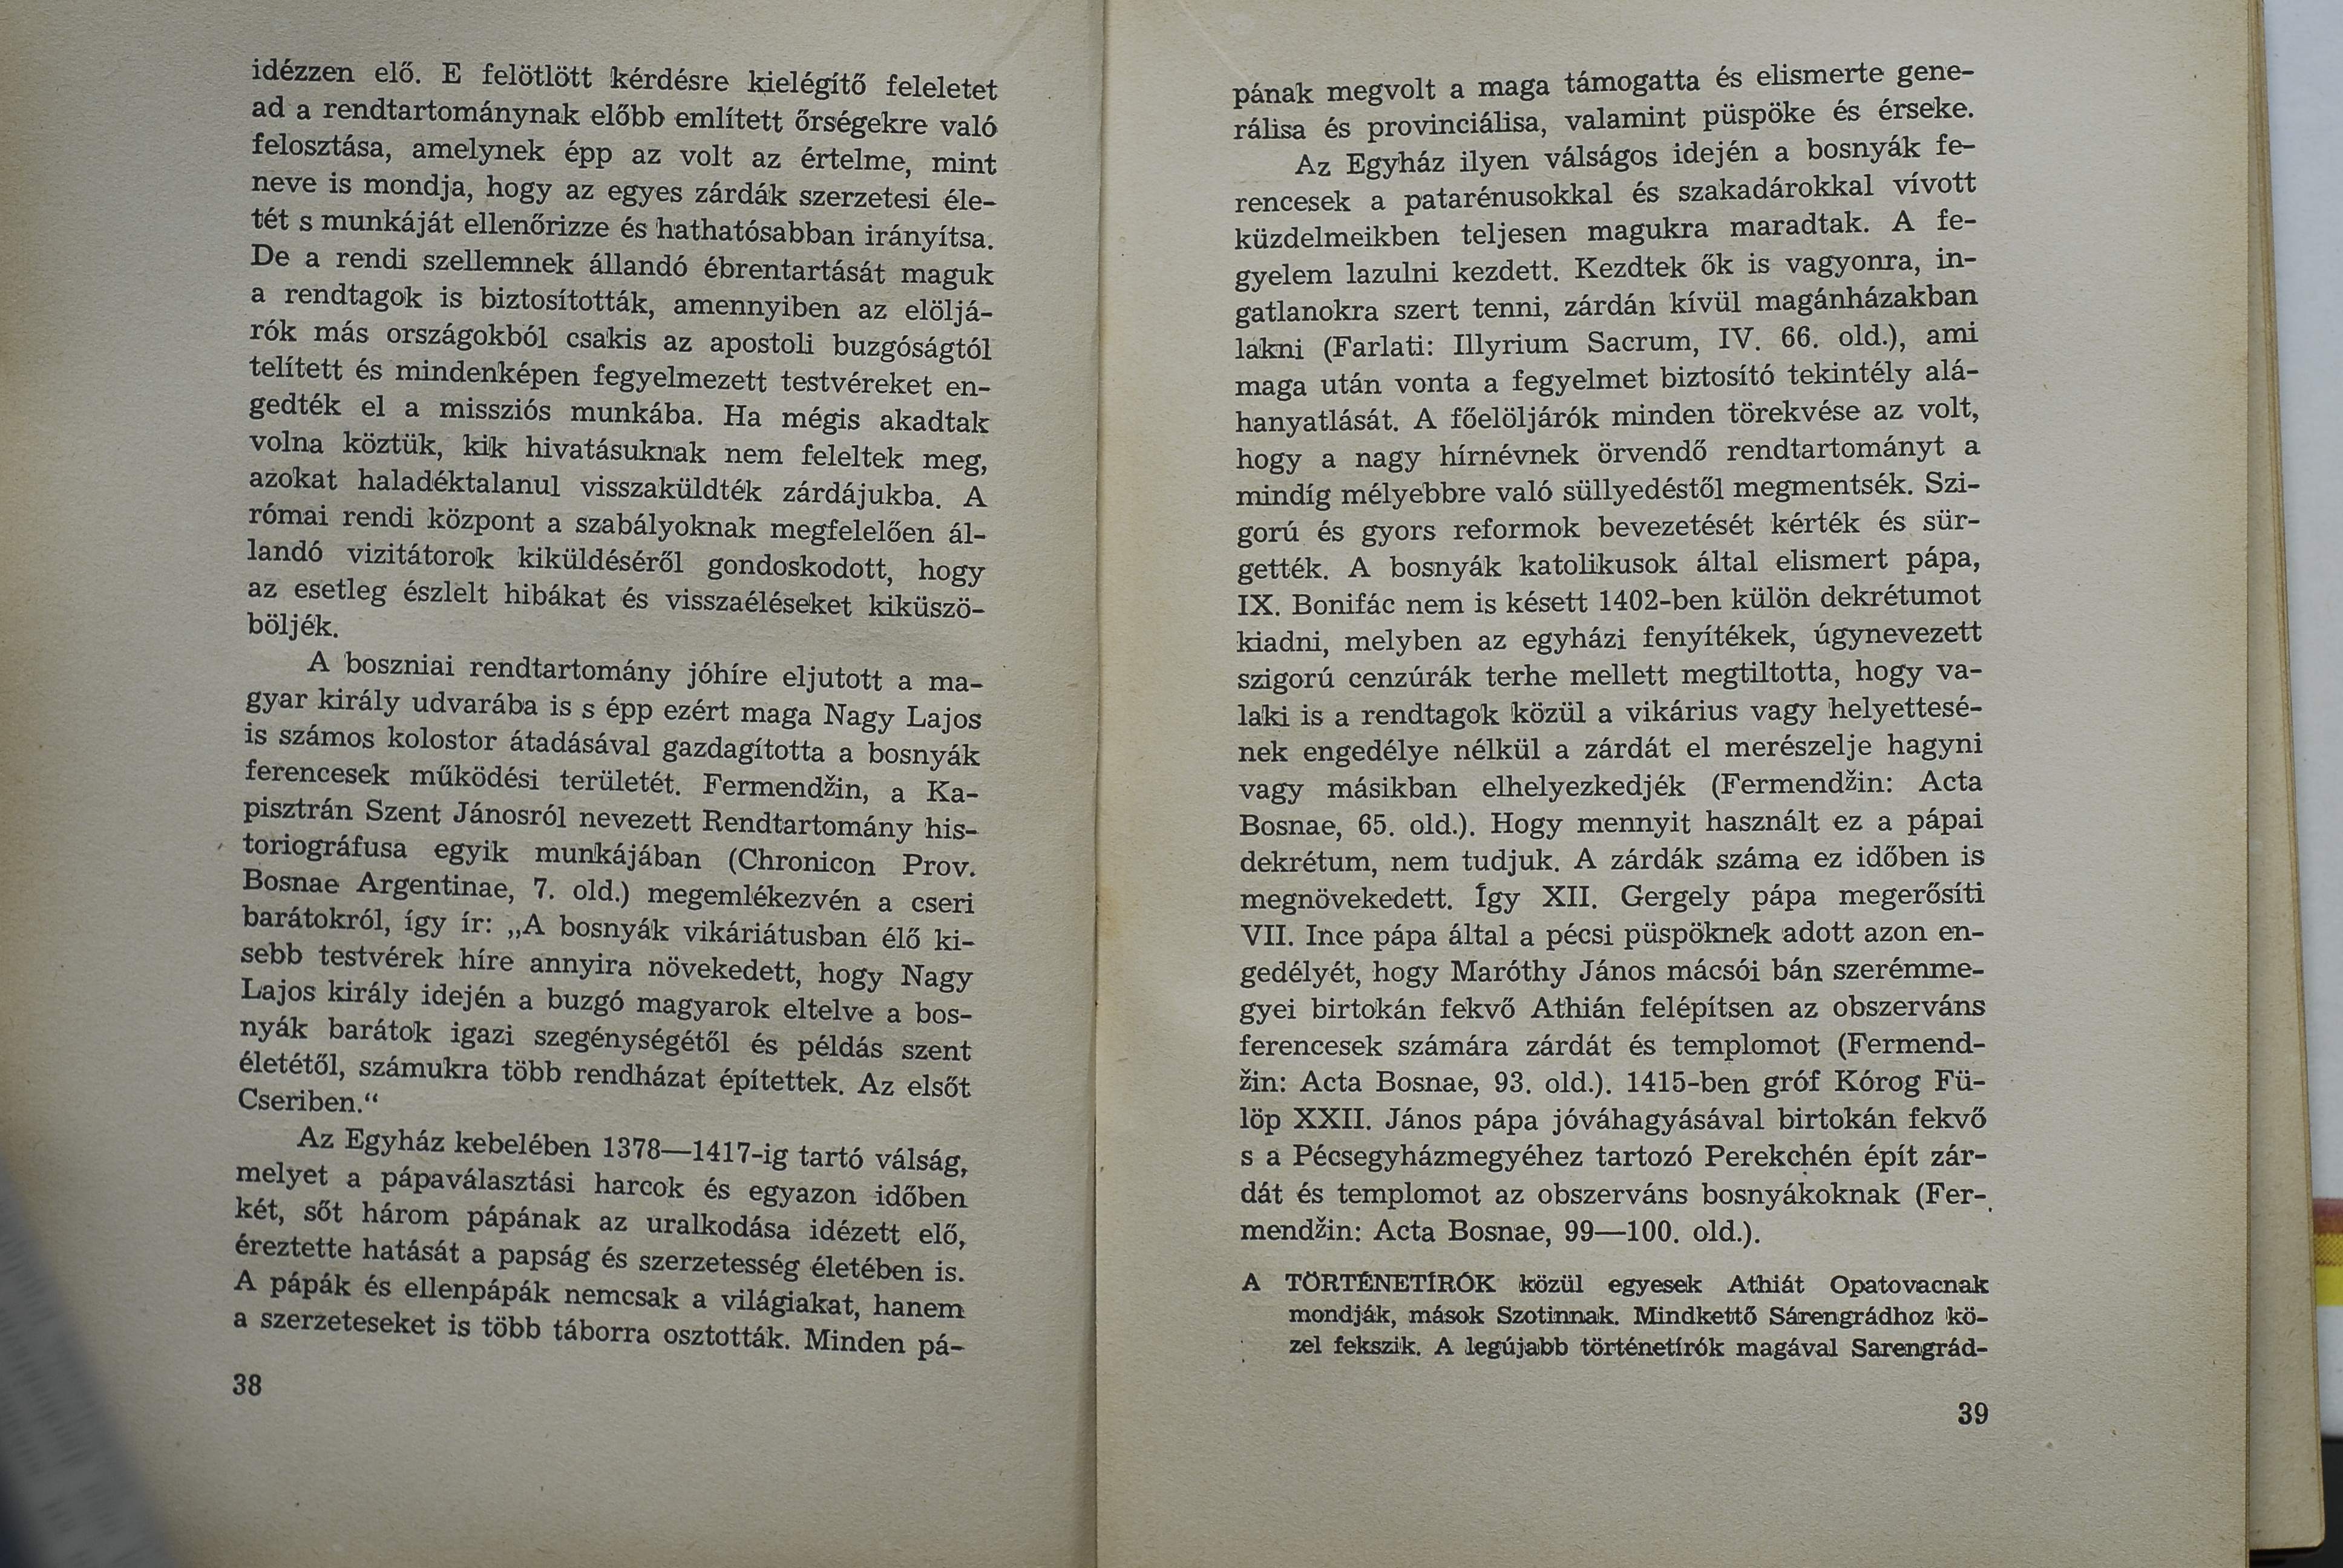 idézzen elő. E felötlött kérdésre kielégítő feleletet
ad a rendtartománynak előbb említett őrségekre való
felosztása, amelynek épp az volt az értelme, mint
neve is mondja, hogy az egyes zárdák szerzetesi éle-
tét s munkáját ellenőrizze és hathatósabban irányítsa.
De a rendi szellemnek állandó ébrentartását maguk
a rendtagok is biztosították, amennyiben az elöljá-
rók más országokból csakis az apostoli buzgóságtól
telített és mindenképen fegyelmezett testvéreket en-
gedték el a missziós munkába. Ha mégis akadtak
volna köztük, kik hivatásuknak nem feleltek meg,
azokat haladéktalanul visszaküldték zárdájukba. A
római rendi központ a szabályoknak megfelelően ál-
landó vizitátorok kiküldéséről gondoskodott, hogy
az esetleg észlelt hibákat és visszaéléseket kiküszö-
böljék.
A boszniai rendtartomány jóhíre eljutott a ma-
gyar király udvarába is s épp ezért maga Nagy Lajos
is számos kolostor átadásával gazdagította a bosnyák
ferencesek működési területét. Fermendžin, a Ka-
pisztrán Szent Jánosról nevezett Rendtartomány his-
toriográfusa egyik munkájában (Chronicon Prov.
Bosnae Argentinae, 7. old.) megemlékezvén a cseri
barátokról, így ír: „A bosnyák vikáriátusban élő ki-
sebb testvérek híre annyira növekedett, hogy Nagy
Lajos király idején a buzgó magyarok eltelve a bos-
nyák barátok igazi szegénységétől és példás szent
életétől, számukra több rendházat építettek. Az elsőt
Cseriben.“
Az Egyház kebelében 1378—1417-ig tartó válság,
melyet a pápaválasztási harcok és egyazon időben
két, sőt három pápának az uralkodása idézett elő,
éreztette hatását a papság és szerzetesség életében is.
A pápák és ellenpápák nemcsak a világiakat, hanem
a szerzeteseket is több táborra osztották. Minden pá-
38
pának megvolt a maga támogatta és elismerte gene-
rálisa és provinciálisa, valamint püspöke és érseke.
Az Egyház ilyen válságos idején a bosnyák fe-
rencesek a patarénusokkal és szakadárokkal vívott
küzdelmeikben teljesen magukra maradtak. A fe-
gyelem lazulni kezdett. Kezdtek ők is vagyonra, in-
gatlanokra szert tenni, zárdán kívül magánházakban
lakni (Farlati: Illyrium Sacrum, IV. 66. old.), ami
maga után vonta a fegyelmet biztosító tekintély alá-
hanyatlását. A főelöljárók minden törekvése az volt,
hogy a nagy hírnévnek örvendő rendtartományt a
mindíg mélyebbre való süllyedéstől megmentsék. Szi-
gorú és gyors reformok bevezetését kérték és sür-
gették. A bosnyák katolikusok által elismert pápa,
IX. Bonifác nem is késett 1402-ben külön dekrétumot
kiadni, melyben az egyházi fenyítékek, úgynevezett
szigorú cenzúrák terhe mellett megtiltotta, hogy va-
laki is a rendtagok közül a vikárius vagy helyettesé-
nek engedélye nélkül a zárdát el merészelje hagyni
vagy másikban elhelyezkedjék (Fermendžin: Acta
Bosnae, 65. old.). Hogy mennyit használt ez a pápai
dekrétum, nem tudjuk. A zárdák száma ez időben is
megnövekedett. Így XII. Gergely pápa megerősíti
VII. Ince pápa által a pécsi püspöknek adott azon en-
gedélyét, hogy Maróthy János mácsói bán szerémme-
gyei birtokán fekvő Athián felépítsen az obszerváns
ferencesek számára zárdát és templomot (Fermend-
žin: Acta Bosnae, 93. old.). 1415-ben gróf Kórog Fü-
löp XXII. János pápa jóváhagyásával birtokán fekvő
s a Pécsegyházmegyéhez tartozó Perekchén épít zár-
dát és templomot az obszerváns bosnyákoknak (Fer-
mendžin: Acta Bosnae, 99—100. old.).
A TÖRTÉNETÍRÓK közül egyesek Athiát Opatovacnak
mondják, mások Szotinnak. Mindkettő Sárengrádhoz kö-
zel fekszik. A legújabb történetírók magával Sarengrád-
39